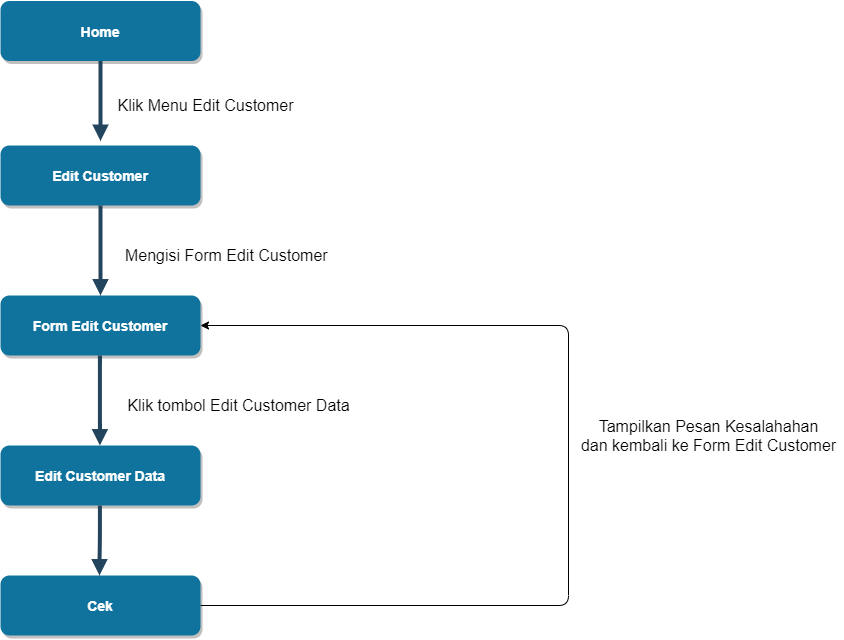 Home
Klik Menu Edit Customer
Edit Customer
Mengisi Form Edit Customer
Form Edit Customer
Klik tombol Edit Customer Data
Tampilkan Pesan Kesalahahan
dan kembali ke Form Edit Customer
Edit Customer Data
Cek